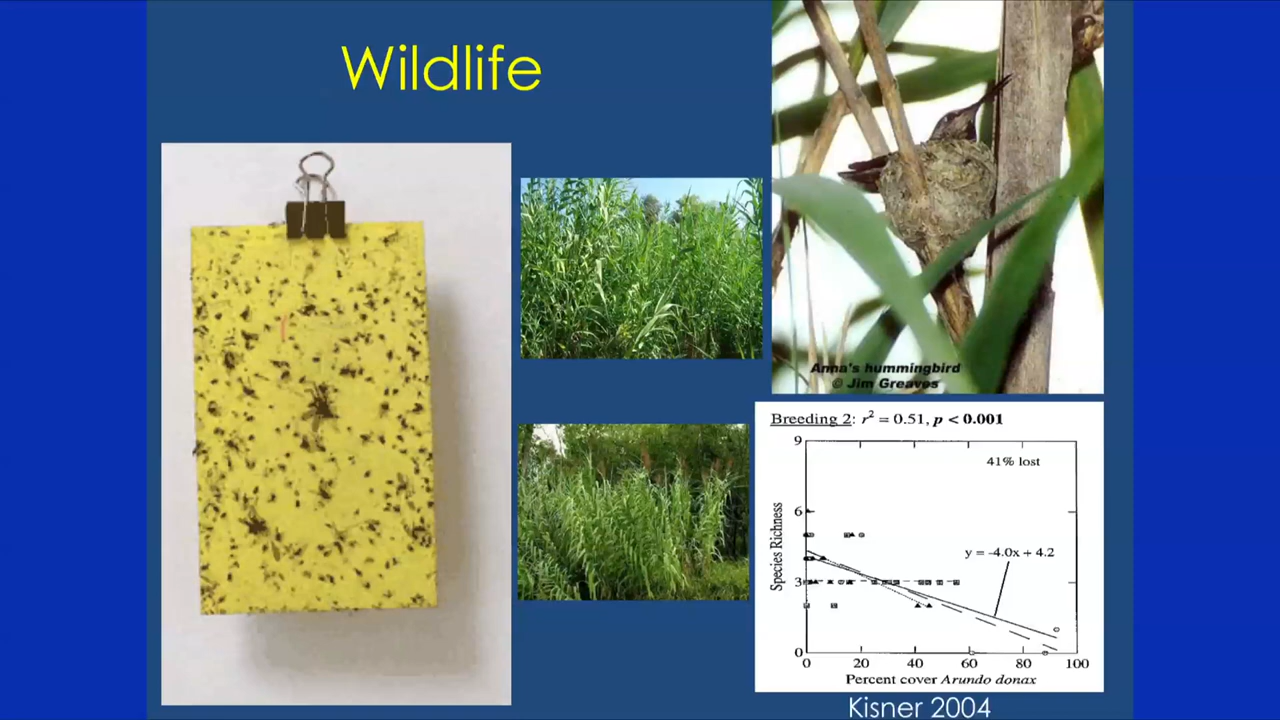 Wildlife
Anna's hummingbird
© Jim Greaves
Breeding 2: r² = 0.51, p < 0.001
9
41% lost
6
Species Richness
y = -4.0x + 4.2
3
0
0 20 40 60 80 100
Percent cover Arundo donax
Kisner 2004